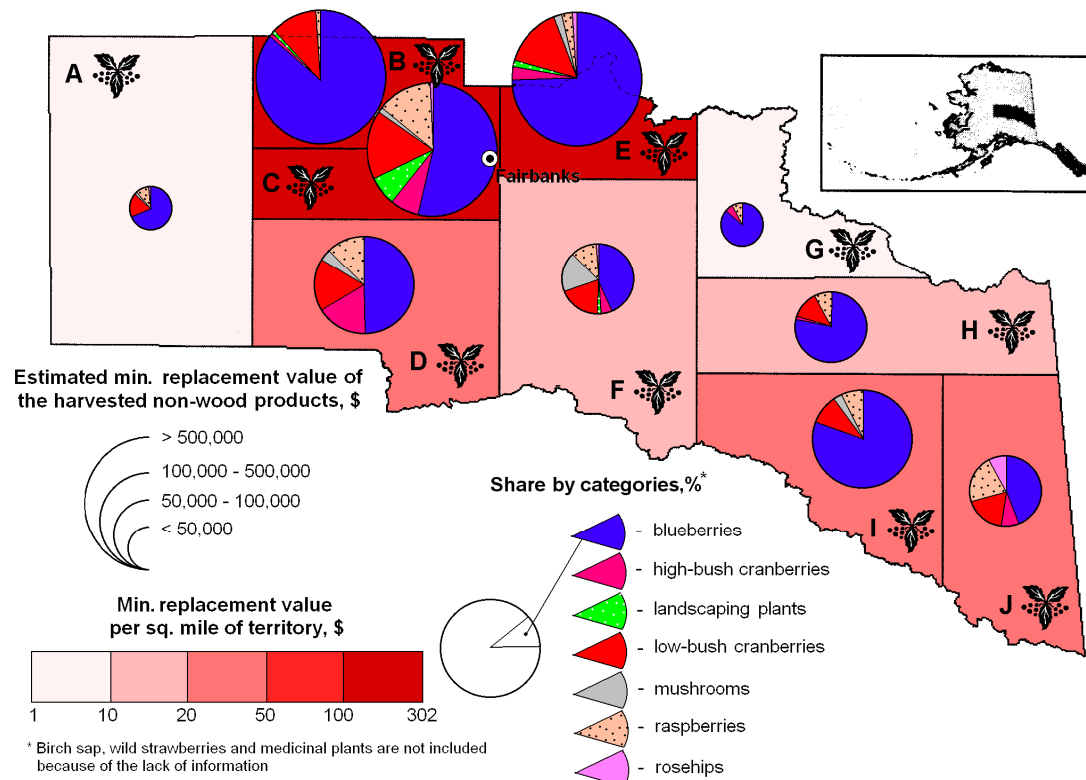 A
B
C
E
Fairbanks
G
D
F
H
I
J
Estimated min. replacement value of
the harvested non-wood products, $
> 500,000
100,000 - 500,000
50,000 - 100,000
< 50,000
Min. replacement value
per sq. mile of territory, $
1 10 20 50 100 302
* Birch sap, wild strawberries and medicinal plants are not included
because of the lack of information
Share by categories,%*
- blueberries
- high-bush cranberries
- landscaping plants
- low-bush cranberries
- mushrooms
- raspberries
- rosehips